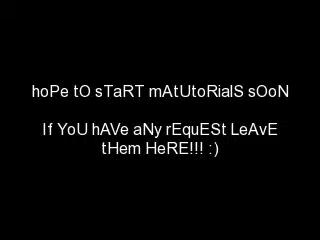 hoPe tO sTaRT mAtUtoRialS sOoN
If YoU hAVe aNy rEquESt LeAvE
tHem HeRE!!! :)